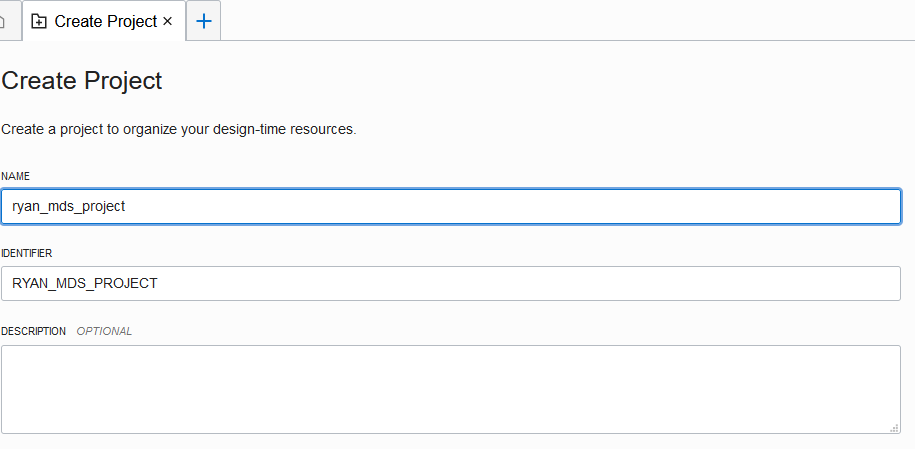 Create Project ×
Create Project
Create a project to organize your design-time resources.
NAME
ryan_mds_project
IDENTIFIER
RYAN_MDS_PROJECT
DESCRIPTION OPTIONAL